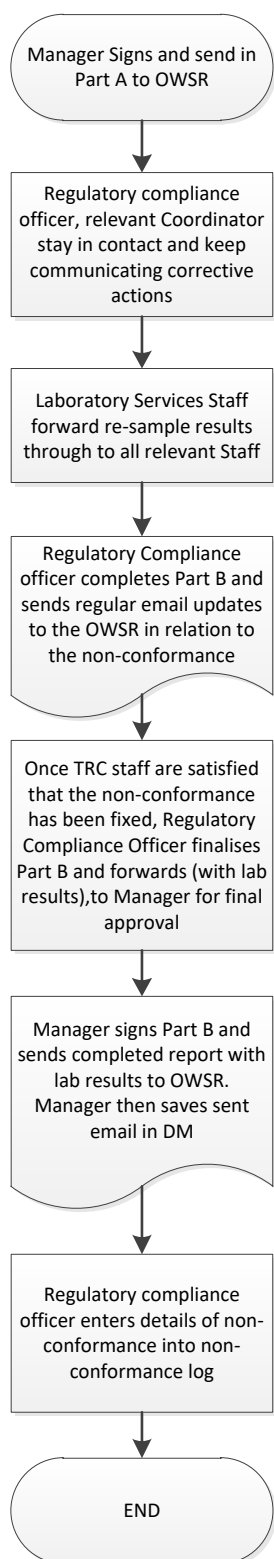 Manager Signs and send in
Part A to OWSR
Regulatory compliance
officer, relevant Coordinator
stay in contact and keep
communicating corrective
actions
Laboratory Services Staff
forward re-sample results
through to all relevant Staff
Regulatory Compliance
officer completes Part B and
sends regular email updates
to the OWSR in relation to
the non-conformance
Once TRC staff are satisfied
that the non-conformance
has been fixed, Regulatory
Compliance Officer finalises
Part B and forwards (with lab
results),to Manager for final
approval
Manager signs Part B and
sends completed report with
lab results to OWSR.
Manager then saves sent
email in DM
Regulatory compliance
officer enters details of non-
conformance into non-
conformance log
END